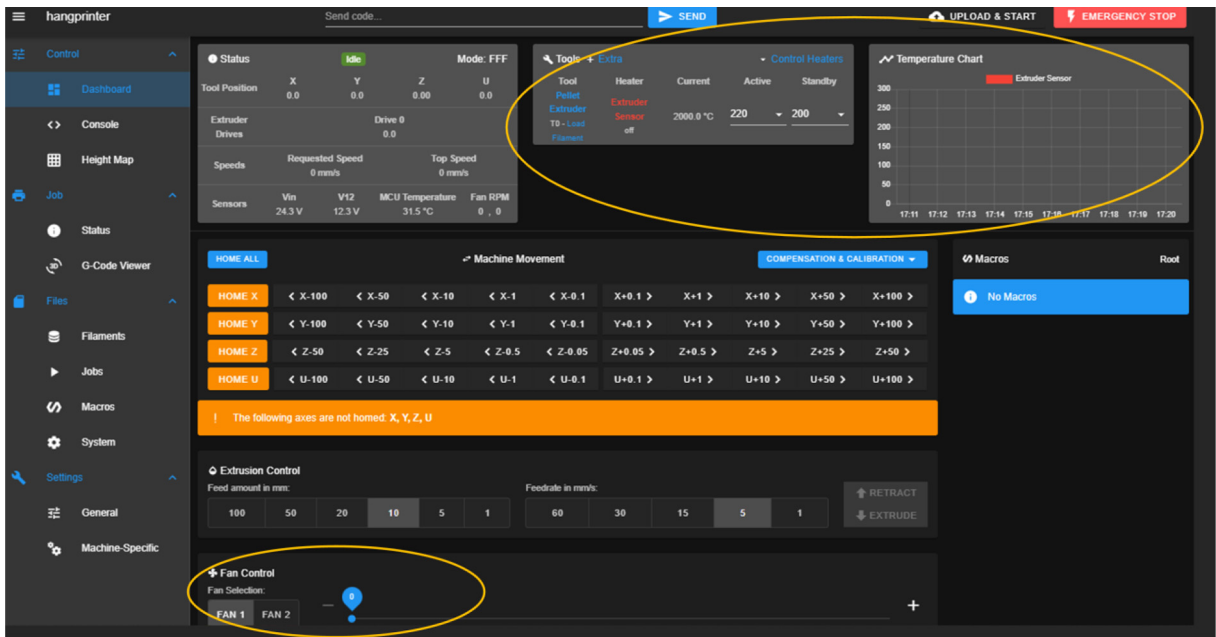 hangprinter
Send code...
SEND
UPLOAD & START
EMERGENCY STOP
Control
Dashboard
Console
Height Map
Job
Status
G-Code Viewer
Files
Filaments
Jobs
Macros
System
Settings
General
Machine-Specific
Status
Idle
Mode: FFF
Tool Position
X Y Z U
0.0 0.0 0.00 0.0
Extruder Drives
Drive 0
0.0
Speeds
Requested Speed Top Speed
0 mm/s 0 mm/s
Sensors
Vin V12 MCU Temperature Fan RPM
24.3 V 12.3 V 31.5 °C 0 , 0
Tools + Extra
Control Heaters
Tool Heater Current Active Standby
Pellet
Extruder
T0 - Load
Filament
Extruder
Sensor
off
2000.0 °C
220
200
Temperature Chart
Extruder Sensor
300
250
200
150
100
50
0
17:11 17:12 17:13 17:14 17:15 17:16 17:17 17:18 17:19 17:20
HOME ALL
Machine Movement
COMPENSATION & CALIBRATION
HOME X X-100 X-50 X-10 X-1 X-0.1 X+0.1 X+1 X+10 X+50 X+100
HOME Y Y-100 Y-50 Y-10 Y-1 Y-0.1 Y+0.1 Y+1 Y+10 Y+50 Y+100
HOME Z Z-50 Z-25 Z-5 Z-0.5 Z-0.05 Z+0.05 Z+0.5 Z+5 Z+25 Z+50
HOME U U-100 U-50 U-10 U-1 U-0.1 U+0.1 U+1 U+10 U+50 U+100
! The following axes are not homed: X, Y, Z, U
Macros
Root
No Macros
Extrusion Control
Feed amount in mm:
100 50 20 10 5 1
Feedrate in mm/s:
60 30 15 5 1
RETRACT
EXTRUDE
Fan Control
Fan Selection:
FAN 1 FAN 2
0